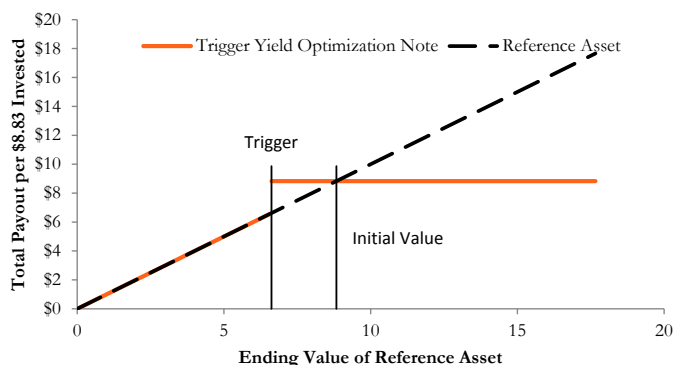 $20
$18
$16
$14
$12
$10
$8
$6
$4
$2
$0
Total Payout per $8.83 Invested
Trigger Yield Optimization Note
Reference Asset
Trigger
Initial Value
0 5 10 15 20
Ending Value of Reference Asset